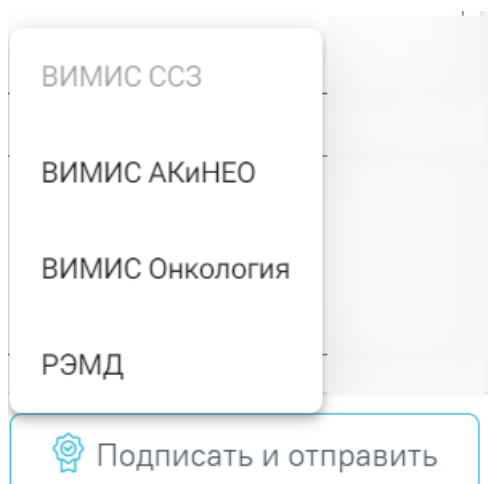 ВИМИС ССЗ
ВИМИС АКиНЕО
ВИМИС Онкология
РЭМД
Подписать и отправить